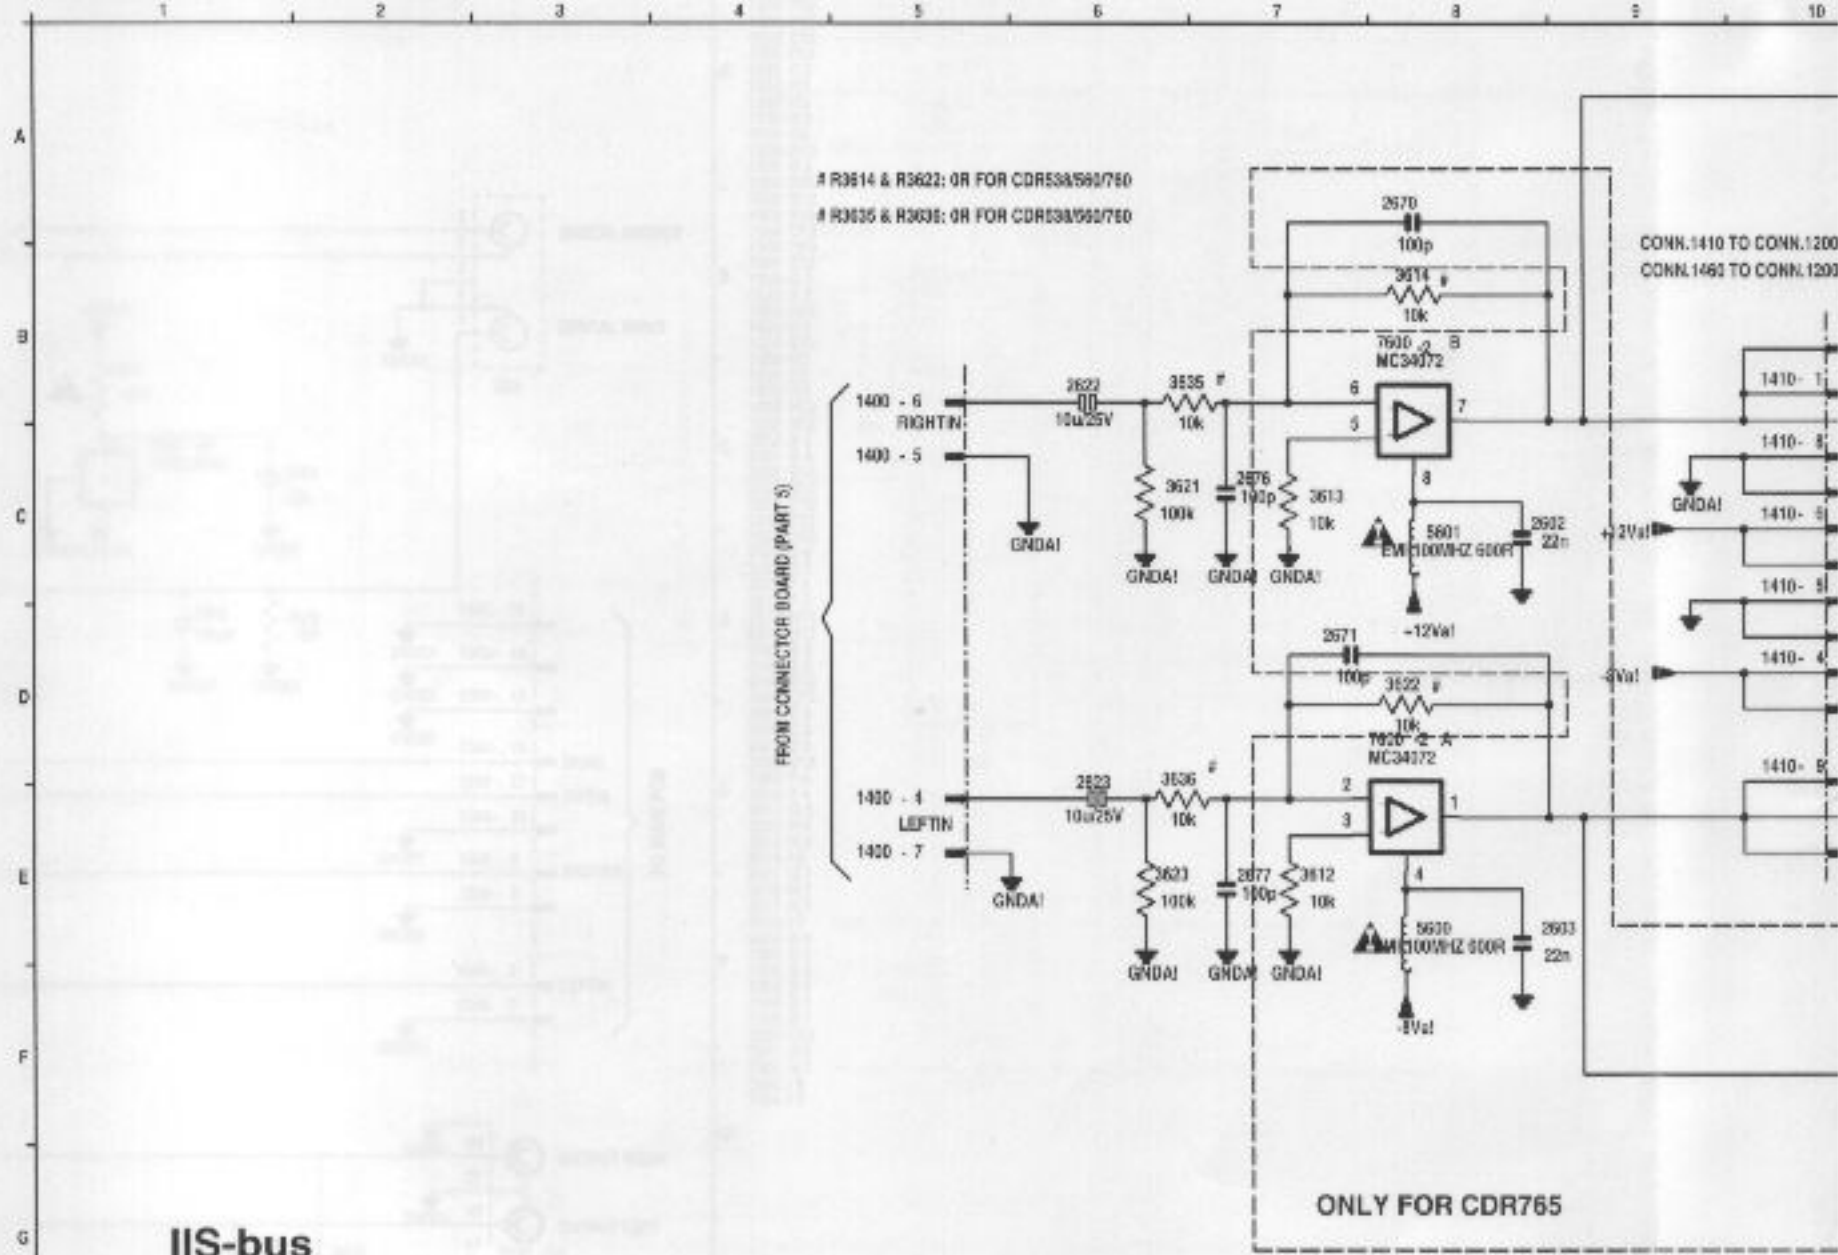 1 2 3 4 5 6 7 8 9 10
A
# R3614 & R3622: 0R FOR CDR538/560/760
# R3635 & R3636: 0R FOR CDR538/560/760
2670
100p
CONN.1410 TO CONN.1200
CONN.1460 TO CONN.1200
3614 #
10k
B
7600 -2 B
MC34072
1410- 1
2622
10u/25V
3635 #
10k
6
5
7
8
1400 - 6
RIGHTIN
1400 - 5
1410- 8
GNDA!
C
3621
100k
2676
100p
3613
10k
5601
EMI 100MHZ 600R
2602
22n
1410- 6
+12Va!
GNDA!
GNDA!
GNDA!
GNDA!
1410- 5
+12Va!
FROM CONNECTOR BOARD (PART 5)
2671
100p
1410- 4
-8Va!
D
3622 #
10k
7600 -2 A
MC34072
1410- 9
2623
10u/25V
3636 #
10k
2
3
1
4
1400 - 4
LEFTIN
1400 - 7
GNDA!
E
3623
100k
2677
100p
3612
10k
5600
EMI 100MHZ 600R
2603
22n
GNDA!
GNDA!
GNDA!
-8Va!
F
ONLY FOR CDR765
G
IIS-bus